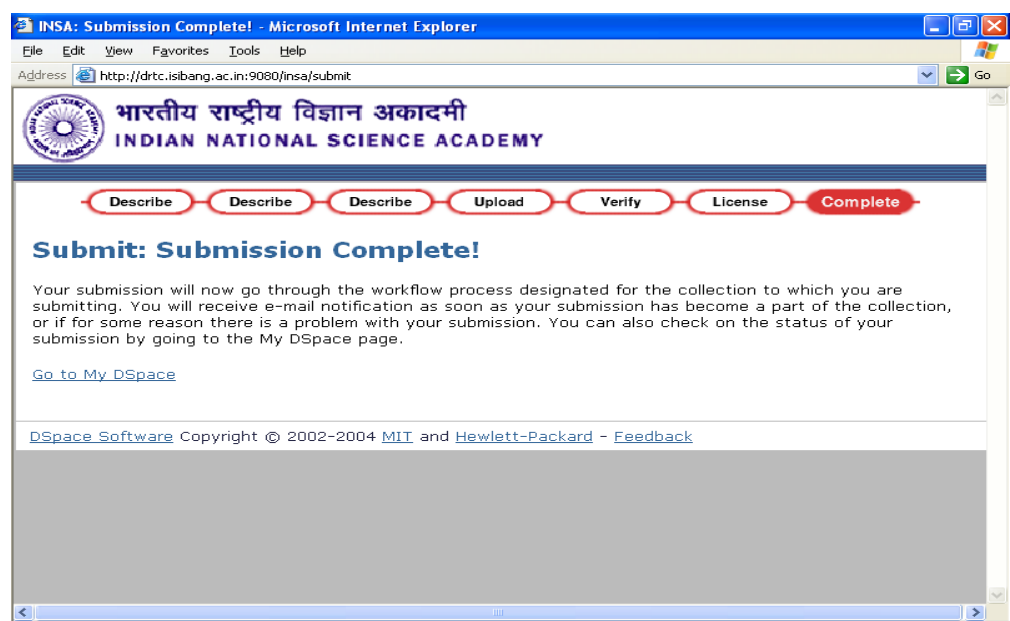 INSA: Submission Complete! - Microsoft Internet Explorer
File Edit View Favorites Tools Help
Address http://drtc.isibang.ac.in:9080/insa/submit Go
भारतीय राष्ट्रीय विज्ञान अकादमी
INDIAN NATIONAL SCIENCE ACADEMY
Describe Describe Describe Upload Verify License Complete
Submit: Submission Complete!
Your submission will now go through the workflow process designated for the collection to which you are
submitting. You will receive e-mail notification as soon as your submission has become a part of the collection,
or if for some reason there is a problem with your submission. You can also check on the status of your
submission by going to the My DSpace page.
Go to My DSpace
DSpace Software Copyright © 2002-2004 MIT and Hewlett-Packard - Feedback